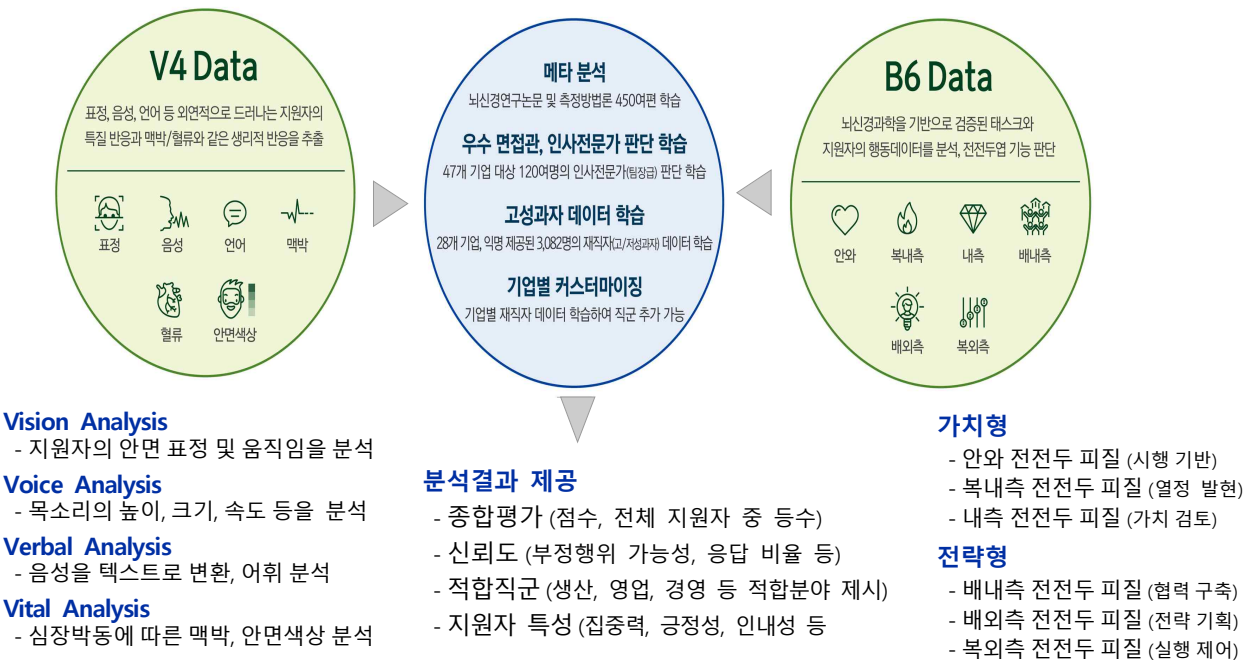 V4 Data
표정, 음성, 언어 등 외연적으로 드러나는 지원자의
특질 반응과 맥박/혈류와 같은 생리적 반응을 추출
표정
음성
언어
맥박
혈류
안면색상
메타 분석
뇌신경연구논문 및 측정방법론 450여편 학습
우수 면접관, 인사전문가 판단 학습
47개 기업 대상 120여명의 인사전문가(팀장급) 판단 학습
고성과자 데이터 학습
28개 기업, 익명 제공된 3,082명의 재직자(고/저성과자) 데이터 학습
기업별 커스터마이징
기업별 재직자 데이터 학습하여 직군 추가 가능
B6 Data
뇌신경과학을 기반으로 검증된 태스크와
지원자의 행동데이터를 분석, 전전두엽 기능 판단
안와
복내측
내측
배내측
배외측
복외측
Vision Analysis
- 지원자의 안면 표정 및 움직임을 분석
Voice Analysis
- 목소리의 높이, 크기, 속도 등을 분석
Verbal Analysis
- 음성을 텍스트로 변환, 어휘 분석
Vital Analysis
- 심장박동에 따른 맥박, 안면색상 분석
분석결과 제공
- 종합평가 (점수, 전체 지원자 중 등수)
- 신뢰도 (부정행위 가능성, 응답 비율 등)
- 적합직군 (생산, 영업, 경영 등 적합분야 제시)
- 지원자 특성 (집중력, 긍정성, 인내성 등
가치형
- 안와 전전두 피질 (시행 기반)
- 복내측 전전두 피질 (열정 발현)
- 내측 전전두 피질 (가치 검토)
전략형
- 배내측 전전두 피질 (협력 구축)
- 배외측 전전두 피질 (전략 기획)
- 복외측 전전두 피질 (실행 제어)